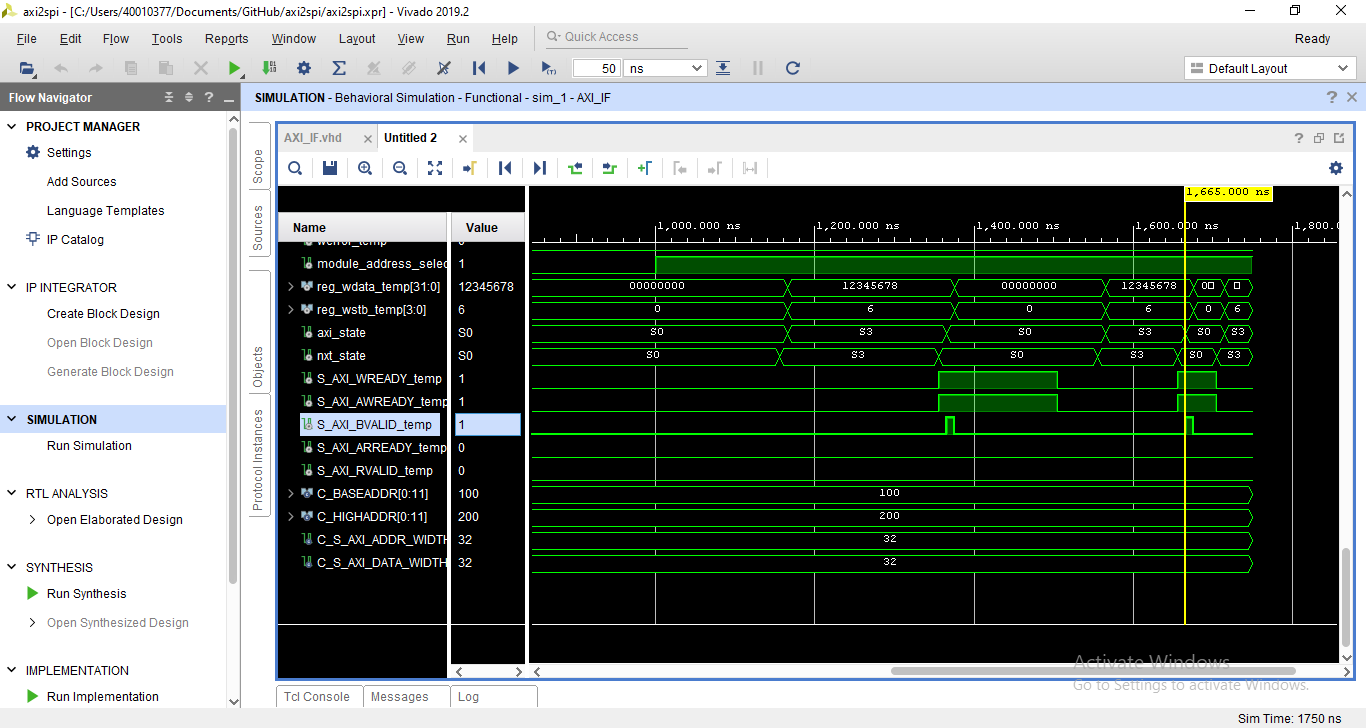 axi2spi - [C:/Users/40010377/Documents/GitHub/axi2spi/axi2spi.xpr] - Vivado 2019.2
File Edit Flow Tools Reports Window Layout View Run Help Quick Access Ready
50 ns Default Layout
Flow Navigator
SIMULATION - Behavioral Simulation - Functional - sim_1 - AXI_IF
PROJECT MANAGER
Settings
Add Sources
Language Templates
IP Catalog
IP INTEGRATOR
Create Block Design
Open Block Design
Generate Block Design
SIMULATION
Run Simulation
RTL ANALYSIS
Open Elaborated Design
SYNTHESIS
Run Synthesis
Open Synthesized Design
IMPLEMENTATION
Run Implementation
Scope
Sources
Objects
Protocol Instances
AXI_IF.vhd Untitled 2
1,665.000 ns
Name Value
1,000.000 ns 1,200.000 ns 1,400.000 ns 1,600.000 ns 1,800.
werror_temp 0
module_address_selec 1
reg_wdata_temp[31:0] 12345678 00000000 12345678 00000000 12345678
reg_wstb_temp[3:0] 6 0 6 0 6 0 6
axi_state S0 S0 S3 S0 S3 S0 S3
nxt_state S0 S0 S3 S0 S3 S0 S3
S_AXI_WREADY_temp 1
S_AXI_AWREADY_temp 1
S_AXI_BVALID_temp 1
S_AXI_ARREADY_temp 0
S_AXI_RVALID_temp 0
C_BASEADDR[0:11] 100 100
C_HIGHADDR[0:11] 200 200
C_S_AXI_ADDR_WIDTH 32 32
C_S_AXI_DATA_WIDTH 32 32
Activate Windows
Go to Settings to activate Windows.
Tcl Console Messages Log
Sim Time: 1750 ns